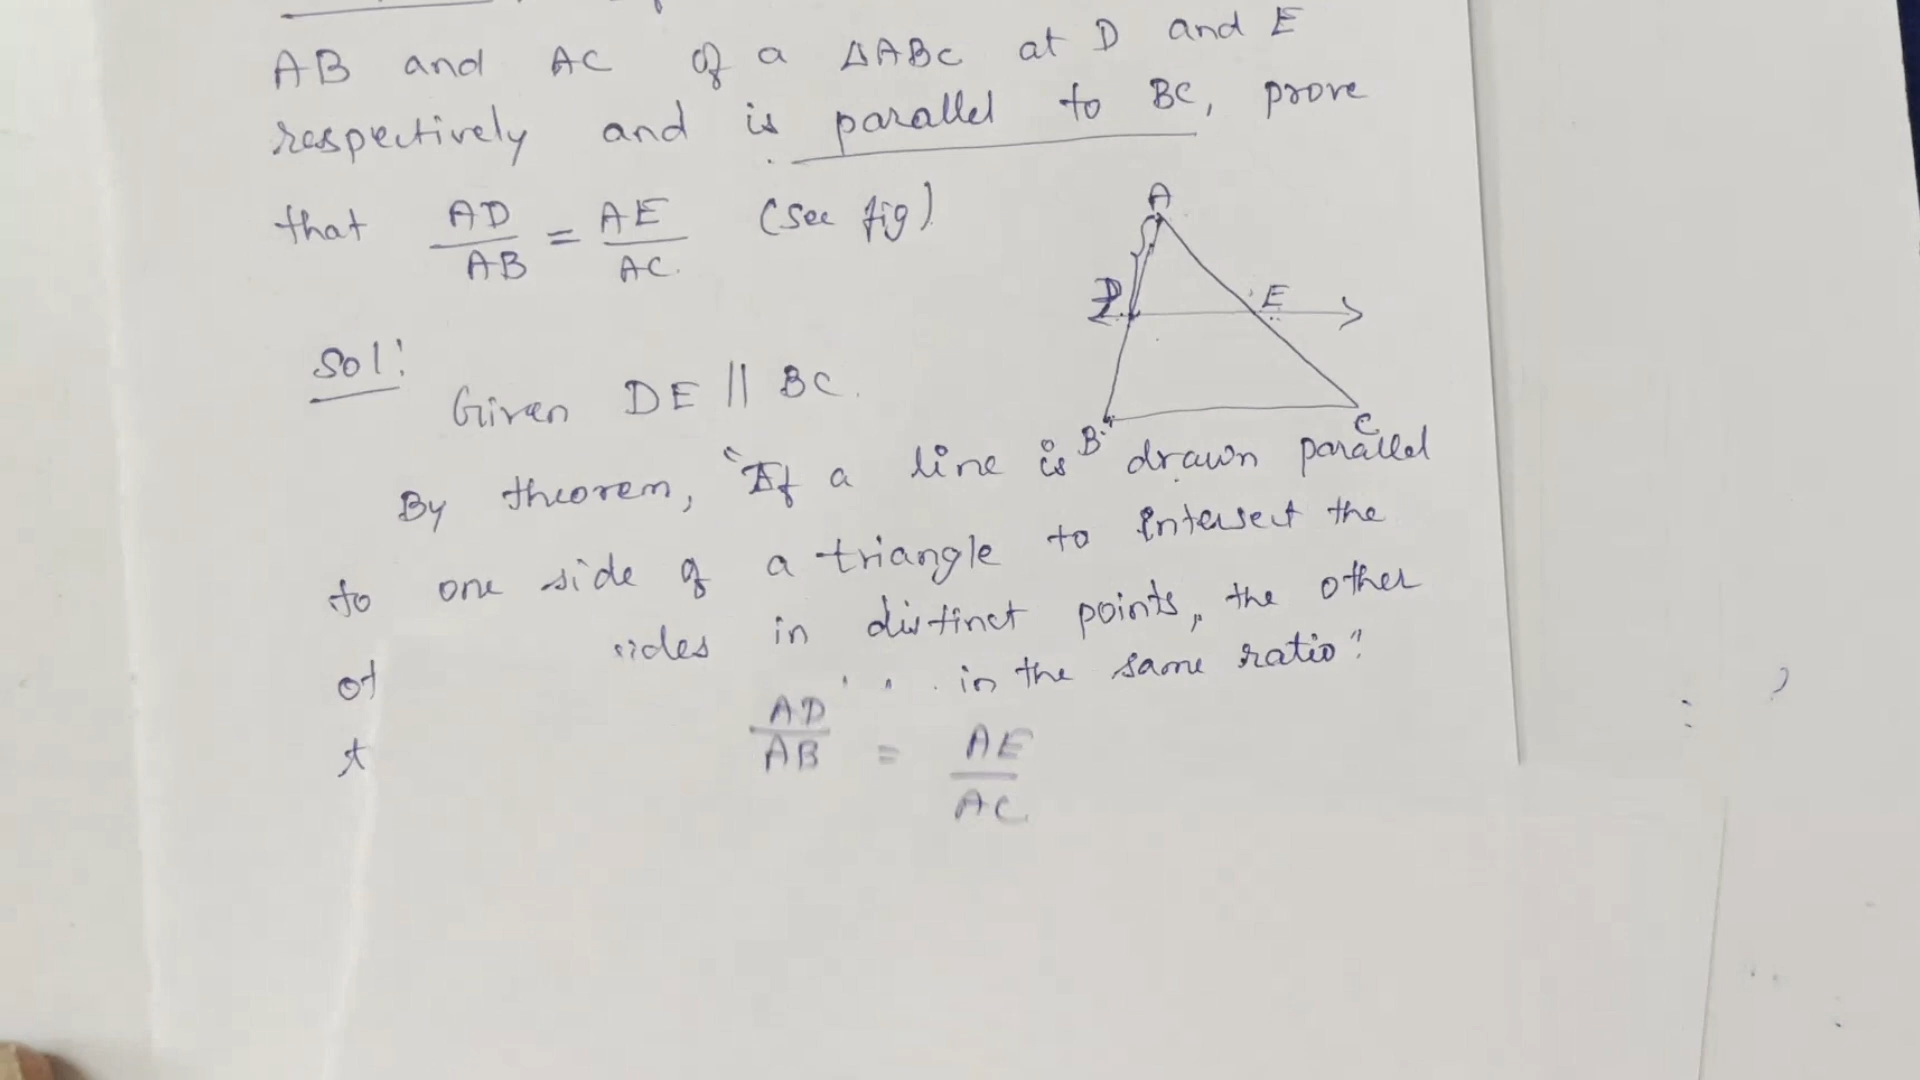 AB and AC of a ΔABC at D and E
respectively and is parallel to BC, prove
that AD/AB = AE/AC. (see fig).
A
D
E
B
C
Sol:
Given DE || BC.
By theorem, "If a line is drawn parallel
to one side of a triangle to intersect the
sides in distinct points, the other
in the same ratio".
AD/AB = AE/AC